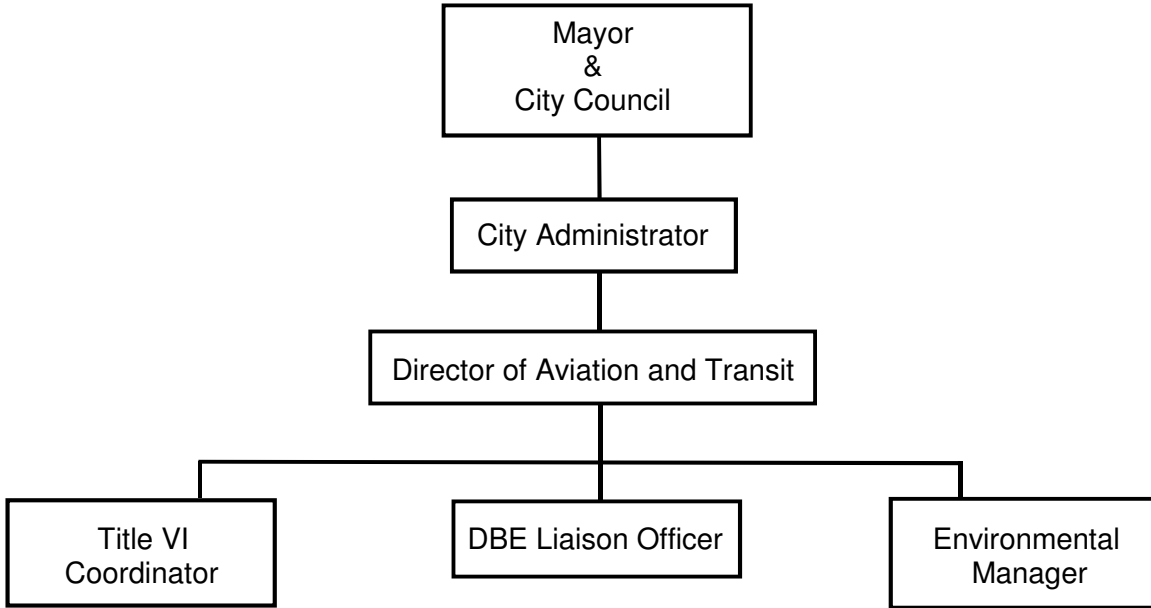 Mayor
&
City Council
City Administrator
Director of Aviation and Transit
Title VI
Coordinator
DBE Liaison Officer
Environmental
Manager